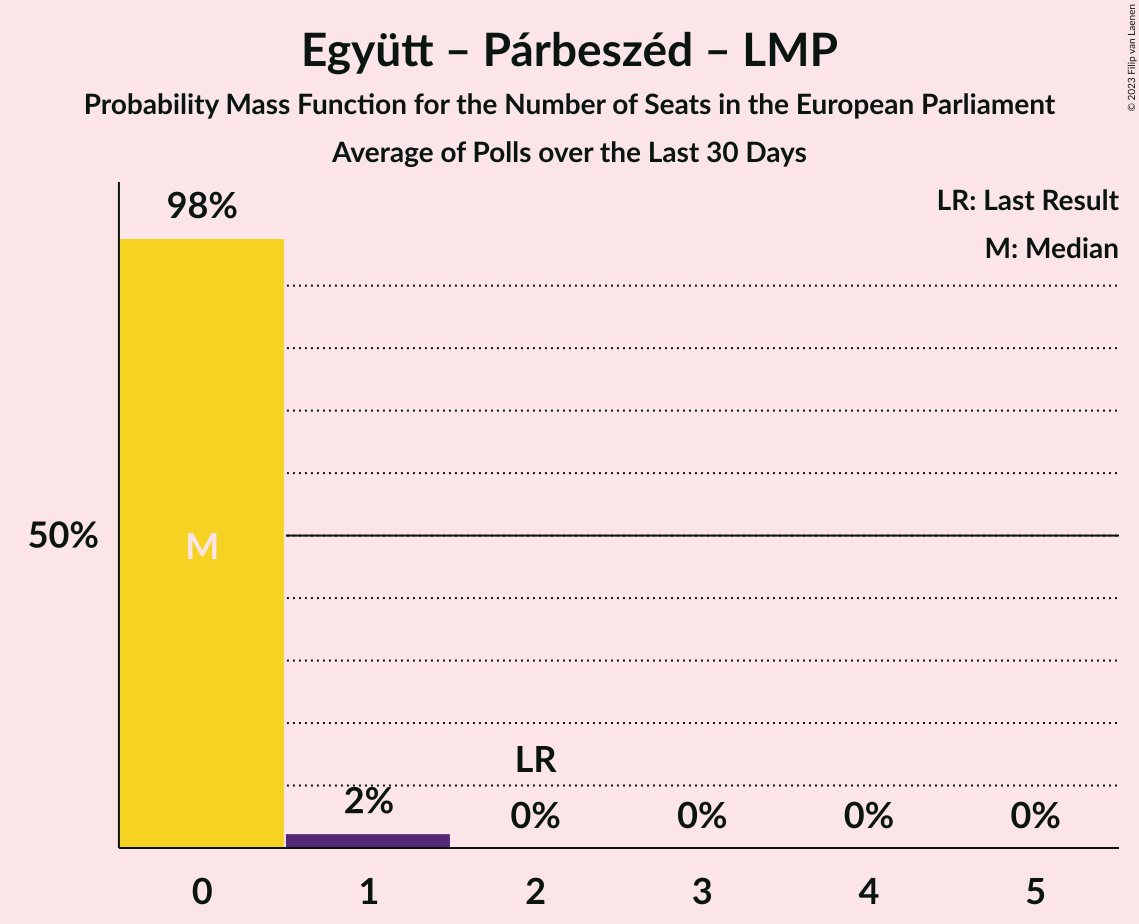 Együtt – Párbeszéd – LMP
Probability Mass Function for the Number of Seats in the European Parliament
Average of Polls over the Last 30 Days
© 2023 Filip van Laenen
LR: Last Result
M: Median
98%
50%
M
LR
2%
0%
0%
0%
0%
0
1
2
3
4
5